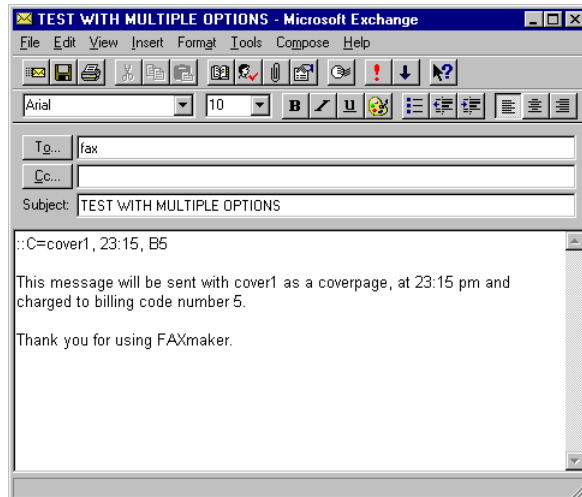 TEST WITH MULTIPLE OPTIONS - Microsoft Exchange
File Edit View Insert Format Tools Compose Help
Arial 10 B I U
To... fax
Cc...
Subject: TEST WITH MULTIPLE OPTIONS
::C=cover1, 23:15, B5
This message will be sent with cover1 as a coverpage, at 23:15 pm and
charged to billing code number 5.
Thank you for using FAXmaker.